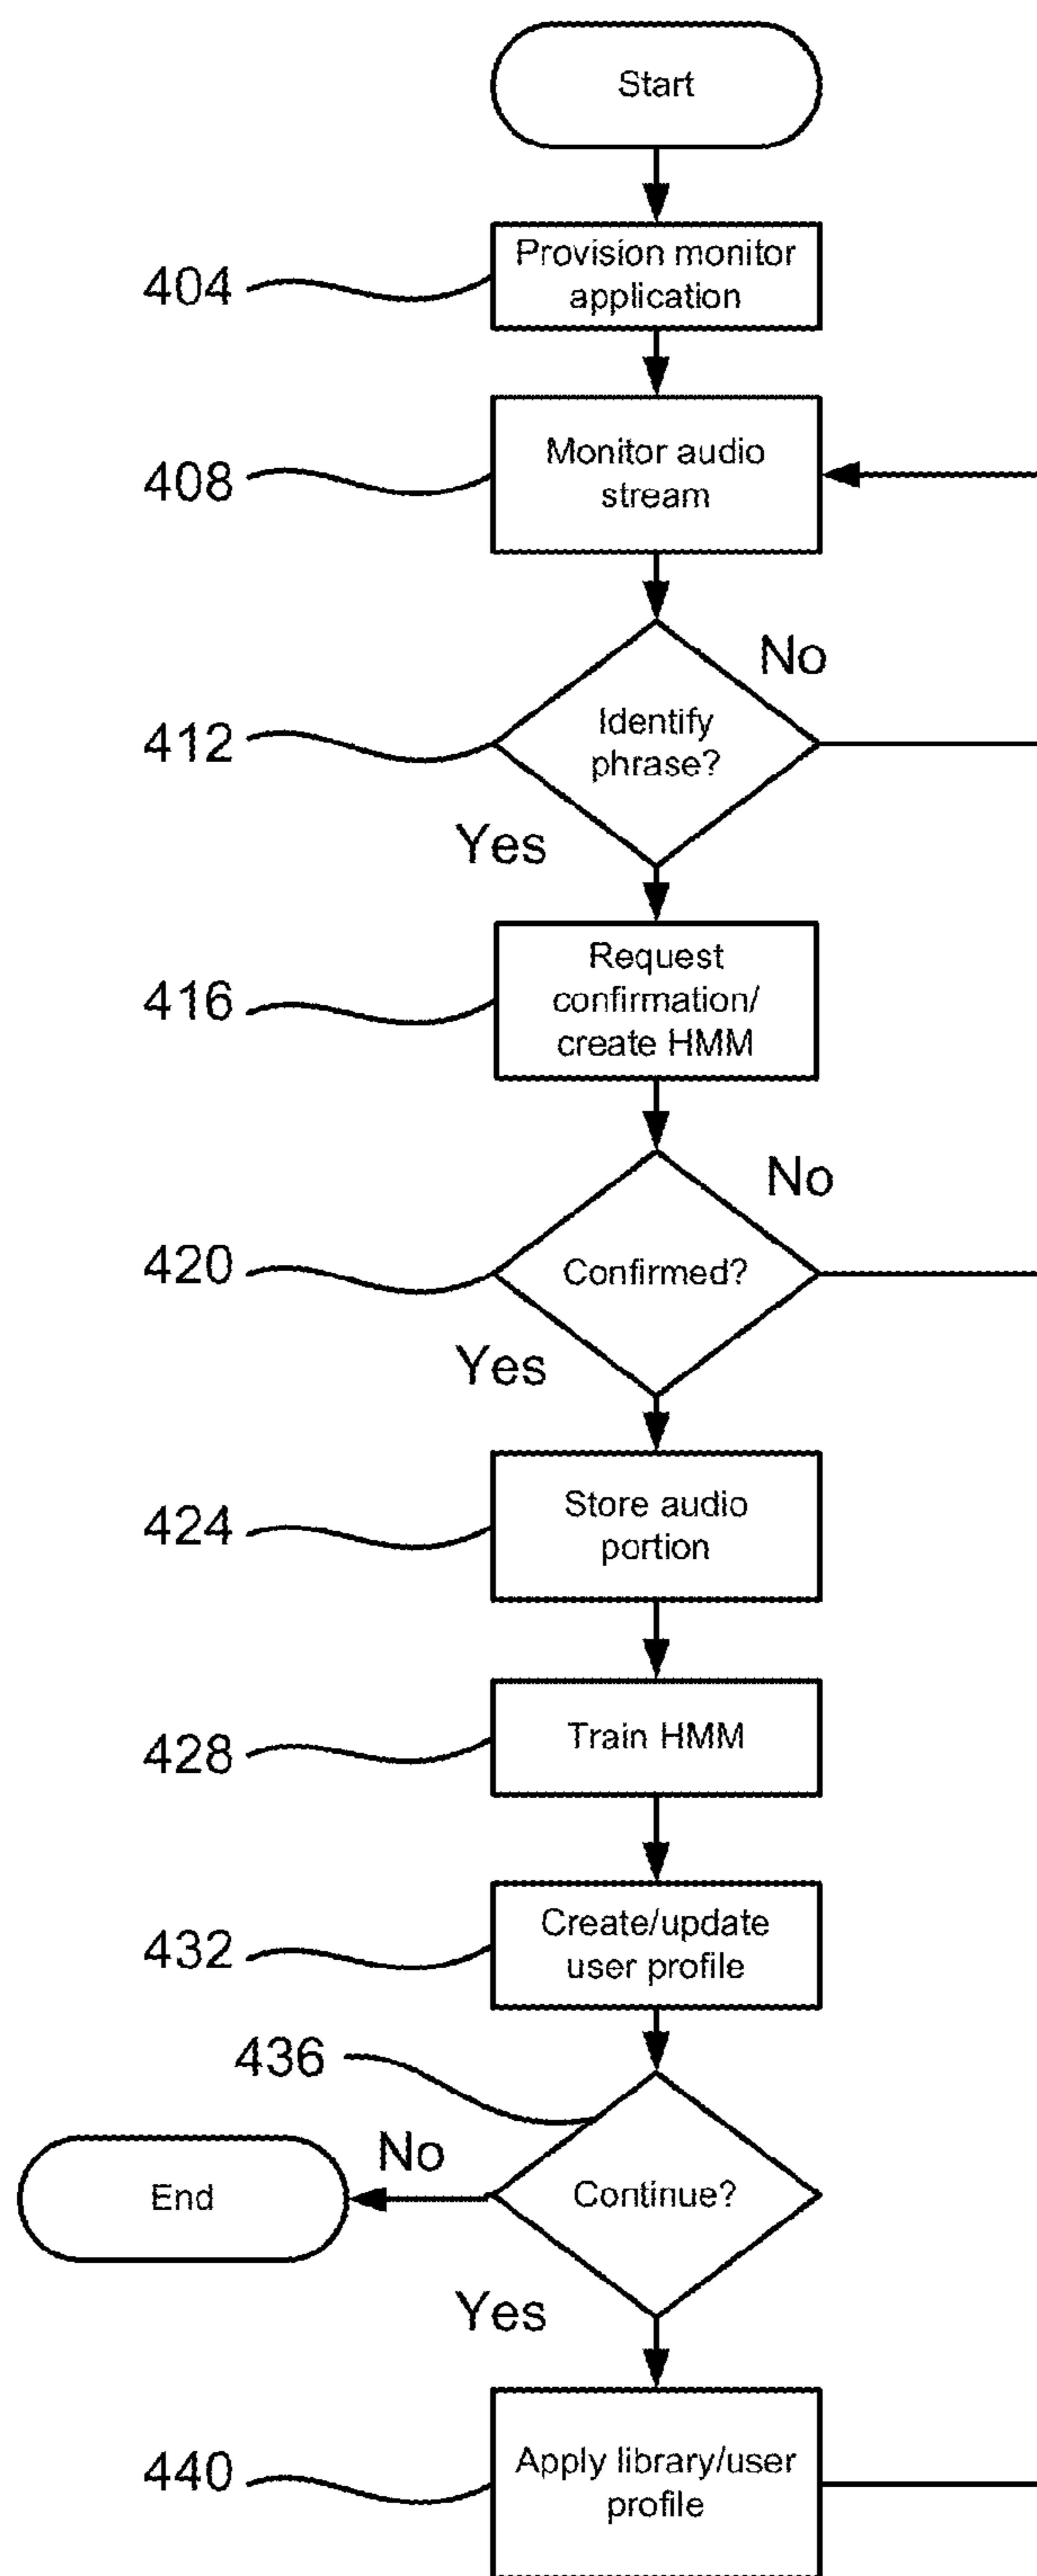 Start
Provision monitor
application
404
Monitor audio
stream
408
No
Identify
phrase?
412
Yes
Request
confirmation/
create HMM
416
No
Confirmed?
420
Yes
Store audio
portion
424
Train HMM
428
Create/update
user profile
432
436
No
End
Continue?
Yes
Apply library/user
profile
440